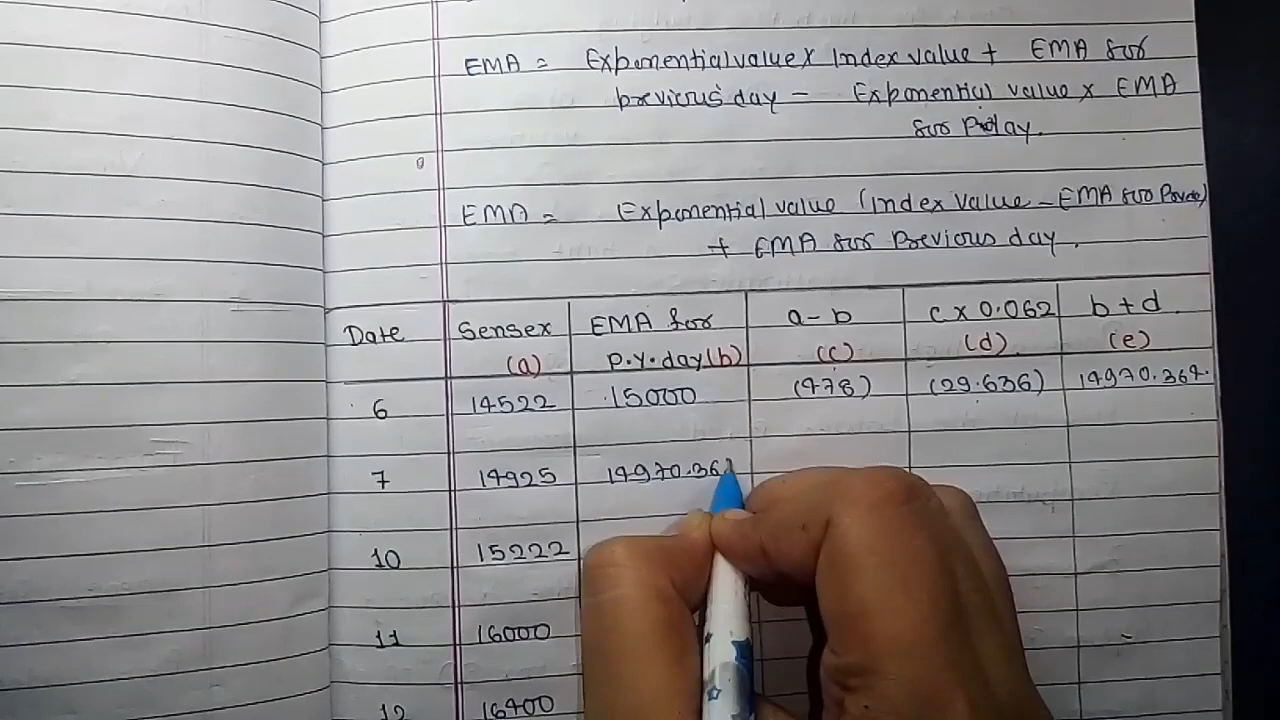 EMA = Exponential value x Index value + EMA for
previous day - Exponential value x EMA
for P.day.
EMA = Exponential value (Index value - EMA for
+ EMA for Previous day.
Date Sensex (a) EMA for p.y.day(b) a-b (c) c x 0.062 (d) b+d. (e)
6 14522 15000 (478) (29.636) 14970.364.
7 14925 14970.36
10 15222
11 16000 -
12 16400